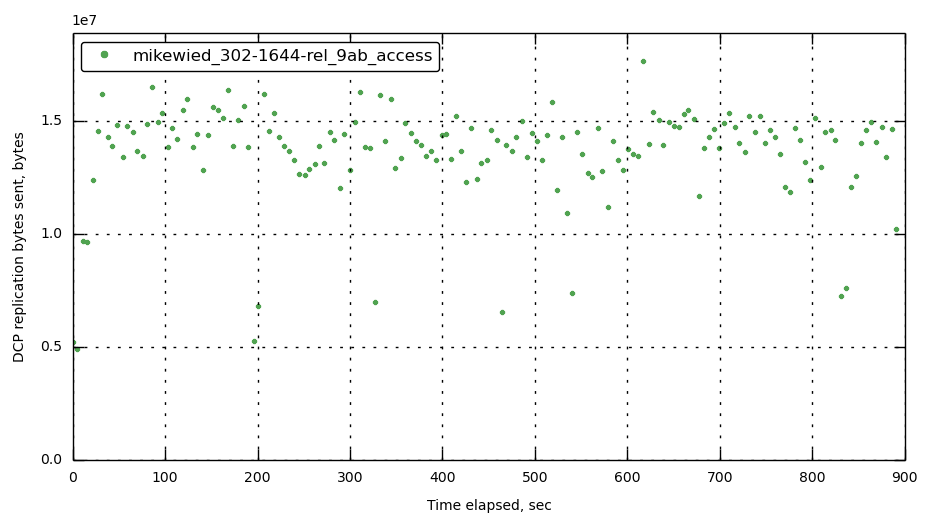 1e7
mikewied_302-1644-rel_9ab_access
1.5
1.0
0.5
0.0
DCP replication bytes sent, bytes
0 100 200 300 400 500 600 700 800 900
Time elapsed, sec